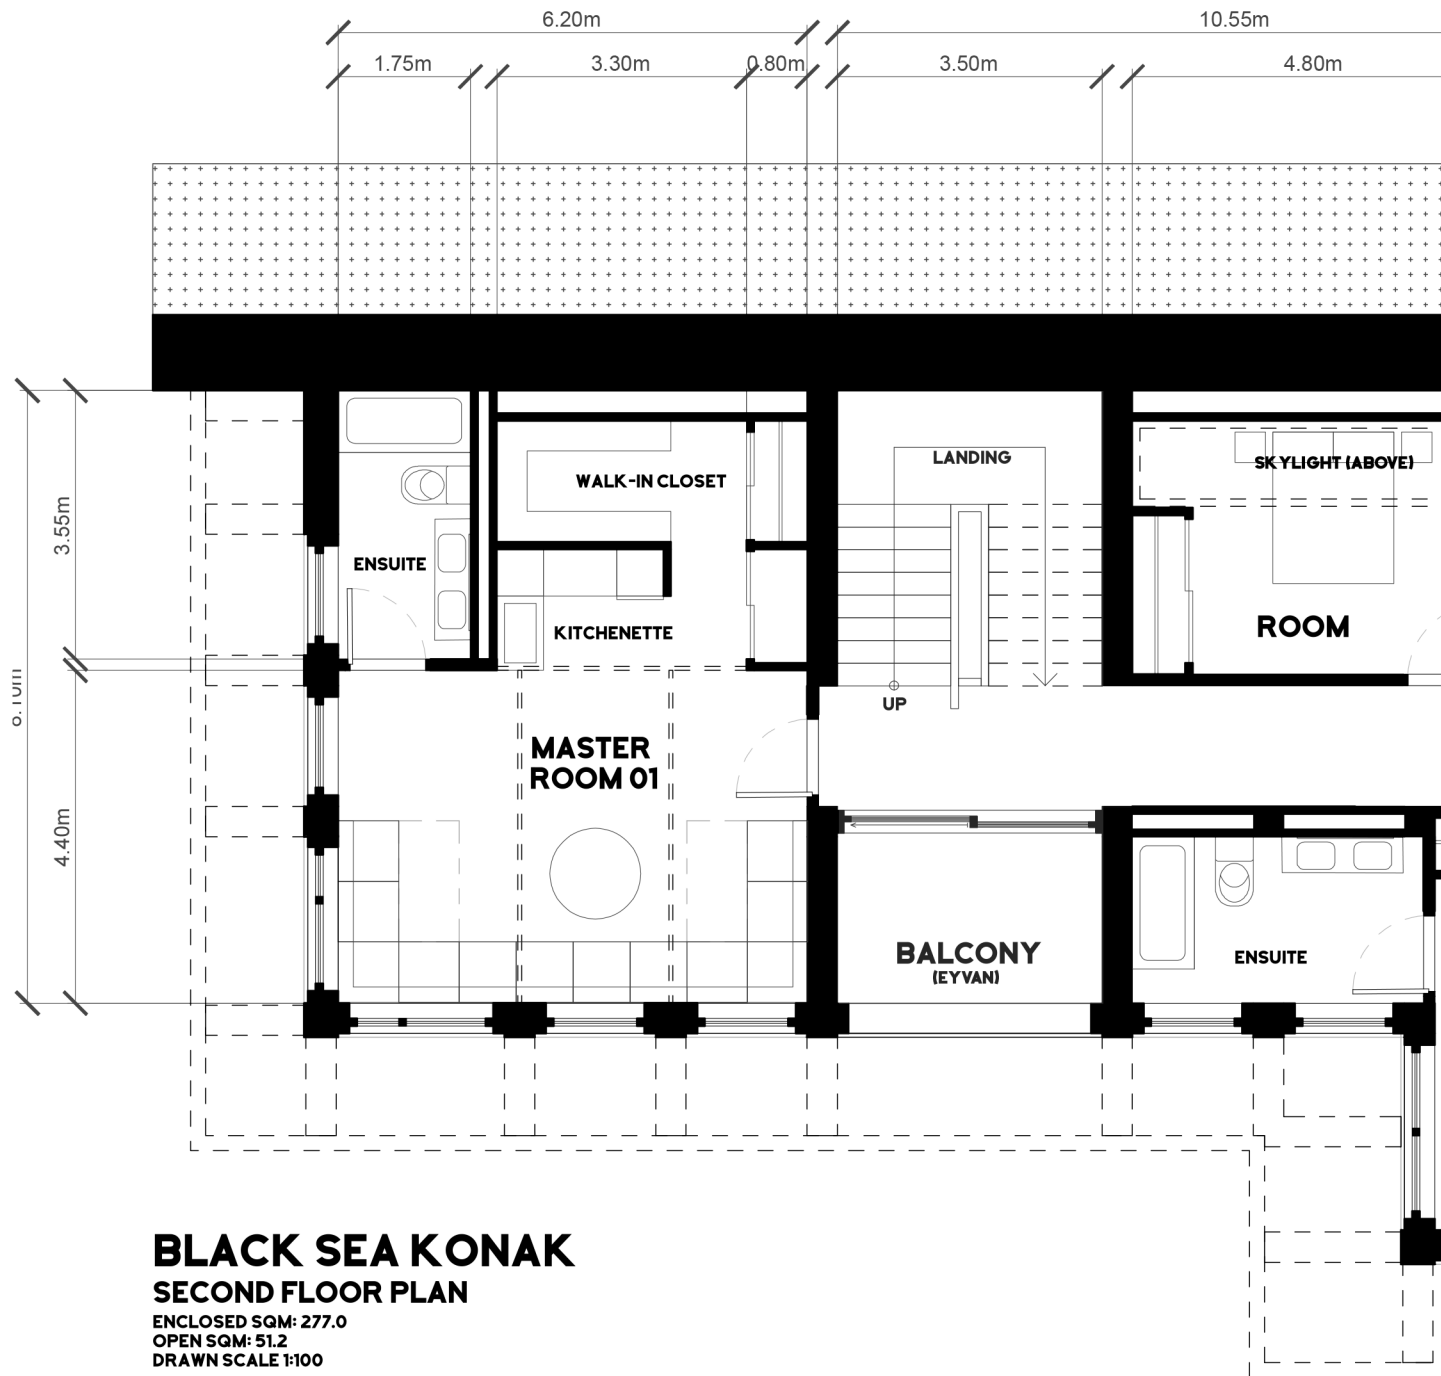 6.20m
10.55m
1.75m
3.30m
0.80m
3.50m
4.80m
LANDING
SKYLIGHT (ABOVE)
WALK-IN CLOSET
3.55m
ENSUITE
KITCHENETTE
ROOM
UP
MASTER
ROOM 01
4.40m
BALCONY
(EYVAN)
ENSUITE
BLACK SEA KONAK
SECOND FLOOR PLAN
ENCLOSED SQM: 277.0
OPEN SQM: 51.2
DRAWN SCALE 1:100